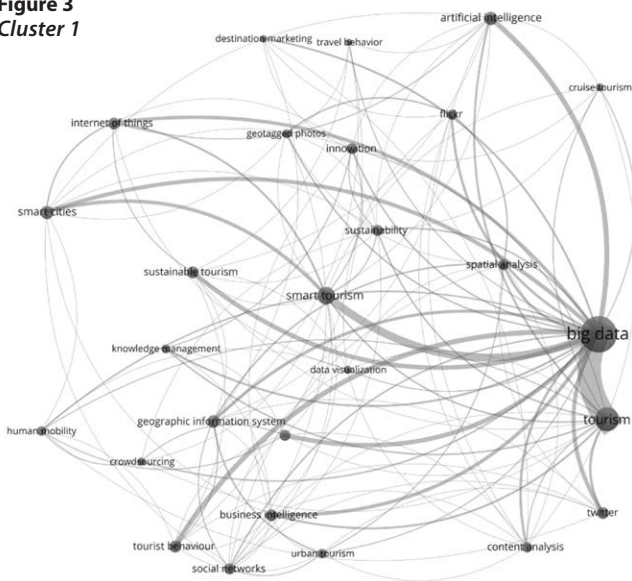 Figure 3
Cluster 1
artificial intelligence
destination marketing
travel behavior
cruise tourism
flickr
internet of things
geotagged photos
innovation
smart cities
sustainability
spatial analysis
sustainable tourism
smart tourism
big data
knowledge management
data visualization
tourism
geographic information system
human mobility
crowdsourcing
business intelligence
twitter
tourist behaviour
urban tourism
content analysis
social networks